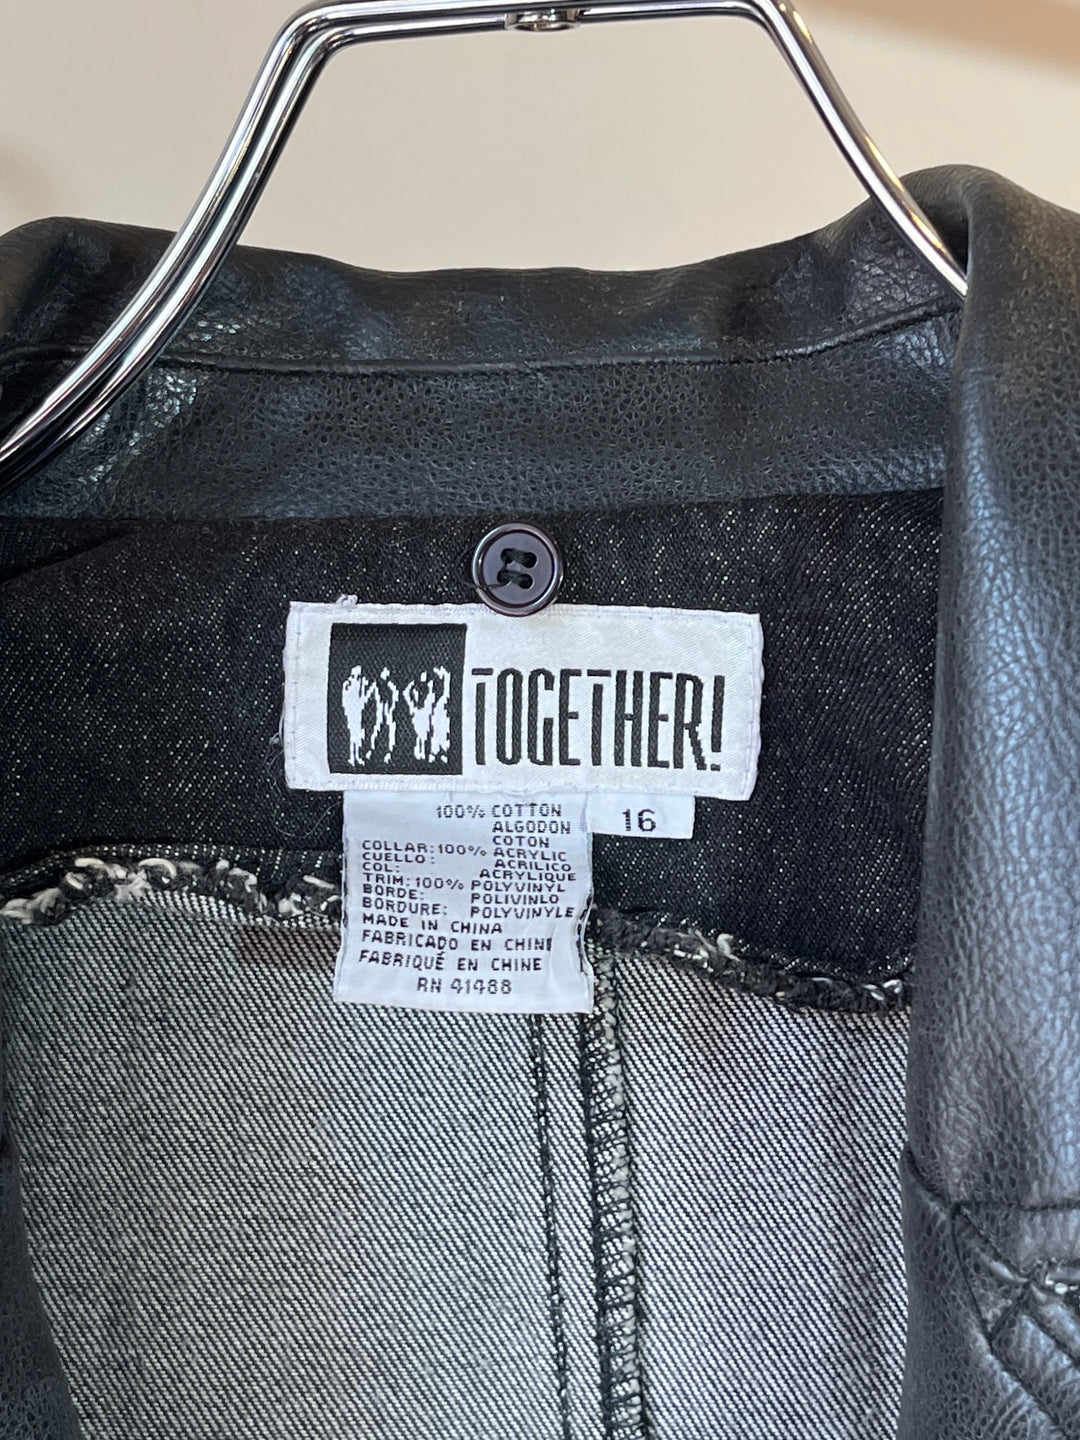 TOGETHER!
16
100% COTTON
ALGODON
COTON
COLLAR: 100% ACRYLIC
CUELLO: ACRILICO
COL: ACRYLIQUE
TRIM: 100% POLYVINYL
BORDE: POLIVINLO
BORDURE: POLYVINYLE
MADE IN CHINA
FABRICADO EN CHINE
FABRIQUÉ EN CHINE
RN 41488